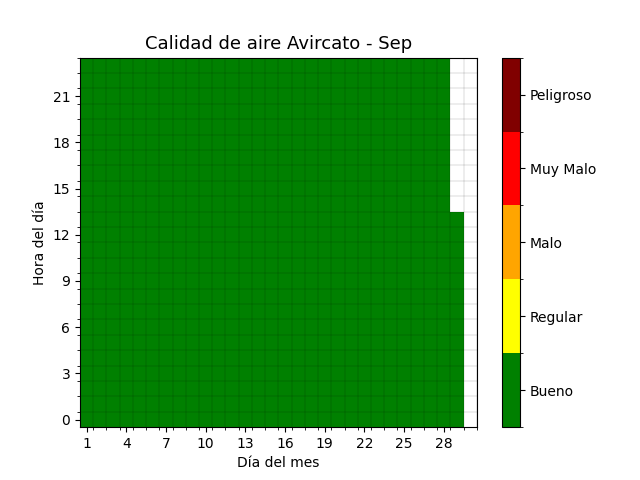 Calidad de aire Avircato - Sep
Hora del día
21
18
15
12
9
6
3
0
1 4 7 10 13 16 19 22 25 28
Día del mes
Peligroso
Muy Malo
Malo
Regular
Bueno